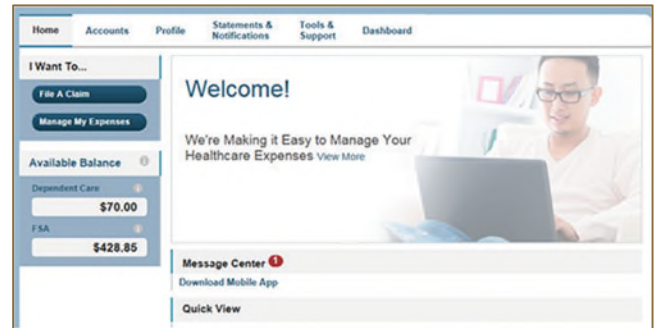 Home Accounts Profile Statements & Notifications Tools & Support Dashboard
I Want To...
File A Claim
Manage My Expenses
Available Balance
Dependent Care
$70.00
FSA
$428.85
Welcome!
We're Making it Easy to Manage Your
Healthcare Expenses View More
Message Center 1
Download Mobile App
Quick View